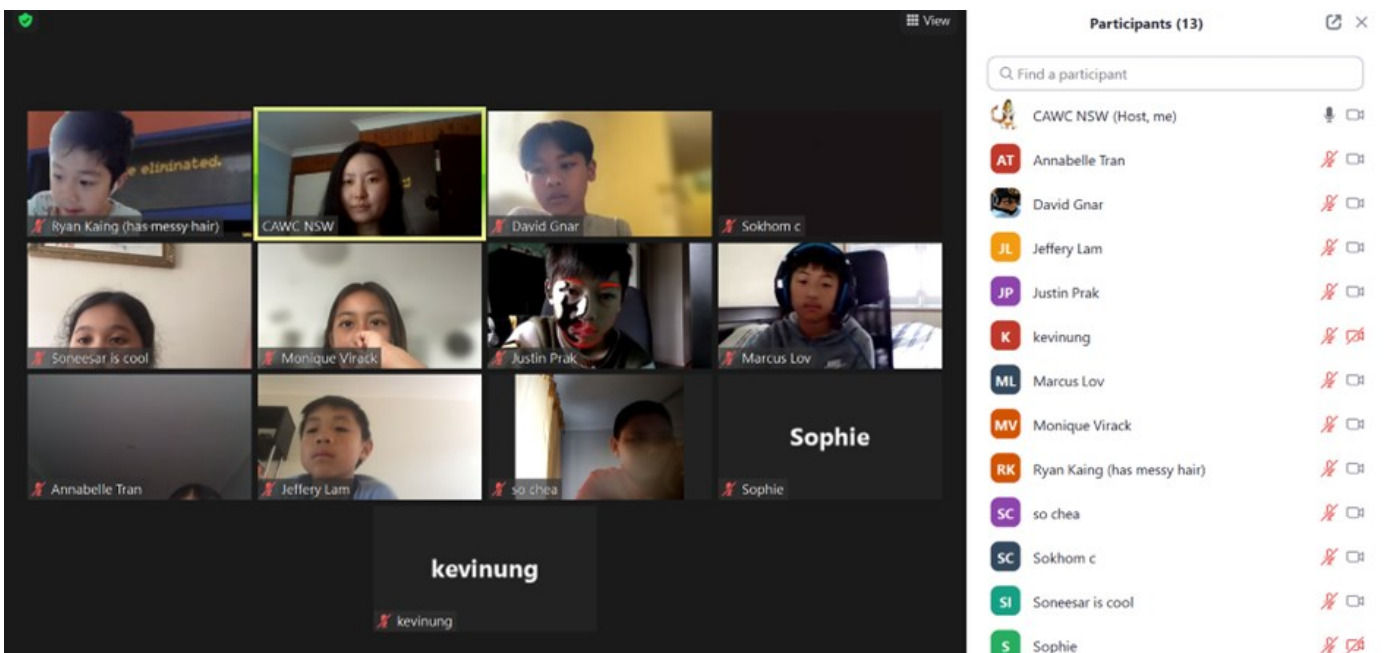 View
e eliminated.
Ryan Kaing (has messy hair)
CAWC NSW
David Gnar
Sokhom c
Soneesar is cool
Monique Virack
Justin Prak
Marcus Lov
Annabelle Tran
Jeffery Lam
so chea
Sophie
Sophie
kevinung
kevinung
Participants (13)
Find a participant
CAWC NSW (Host, me)
AT Annabelle Tran
David Gnar
JL Jeffery Lam
JP Justin Prak
K kevinung
ML Marcus Lov
MV Monique Virack
RK Ryan Kaing (has messy hair)
SC so chea
SC Sokhom c
SI Soneesar is cool
S Sophie